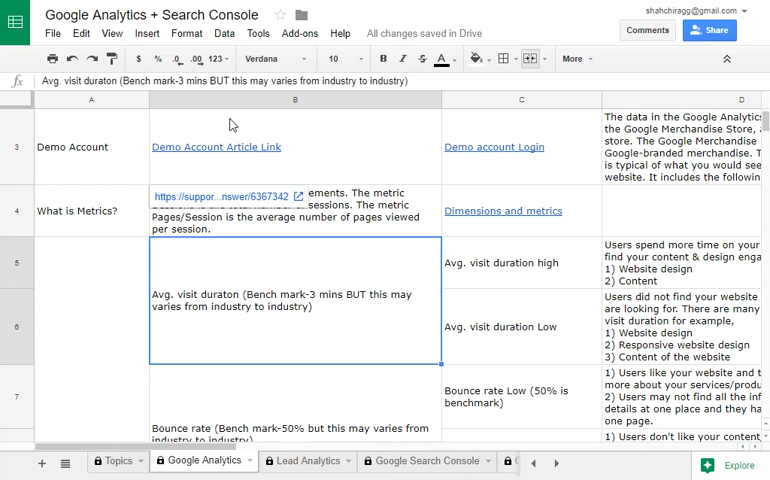 Google Analytics + Search Console
shahchiragg@gmail.com
File Edit View Insert Format Data Tools Add-ons Help All changes saved in Drive
Comments Share
$ % .0 .00 123 Verdana 10 B I S A More
fx Avg. visit duraton (Bench mark-3 mins BUT this may varies from industry to industry)
A B C D
3 Demo Account Demo Account Article Link Demo account Login
The data in the Google Analytics
the Google Merchandise Store, a
store. The Google Merchandise
Google-branded merchandise. T
is typical of what you would see
website. It includes the followin
4 What is Metrics?
https://suppor...nswer/6367342 ements. The metric
sessions. The metric
Pages/Session is the average number of pages viewed
per session.
Dimensions and metrics
5 Avg. visit duration high
Users spend more time on your
find your content & design enga
1) Website design
2) Content
Avg. visit duraton (Bench mark-3 mins BUT this may
varies from industry to industry)
6 Avg. visit duration Low
Users did not find your website
are looking for. There are many
visit duration for example,
1) Website design
2) Responsive website design
3) Content of the website
7 Bounce rate Low (50% is
benchmark)
1) Users like your website and t
more about your services/produ
2) Users may not find all the inf
details at one place and they ha
one page.
Bounce rate (Bench mark-50% but this may varies from
industry to industry)
1) Users don't like your content,
Topics Google Analytics Lead Analytics Google Search Console
Explore